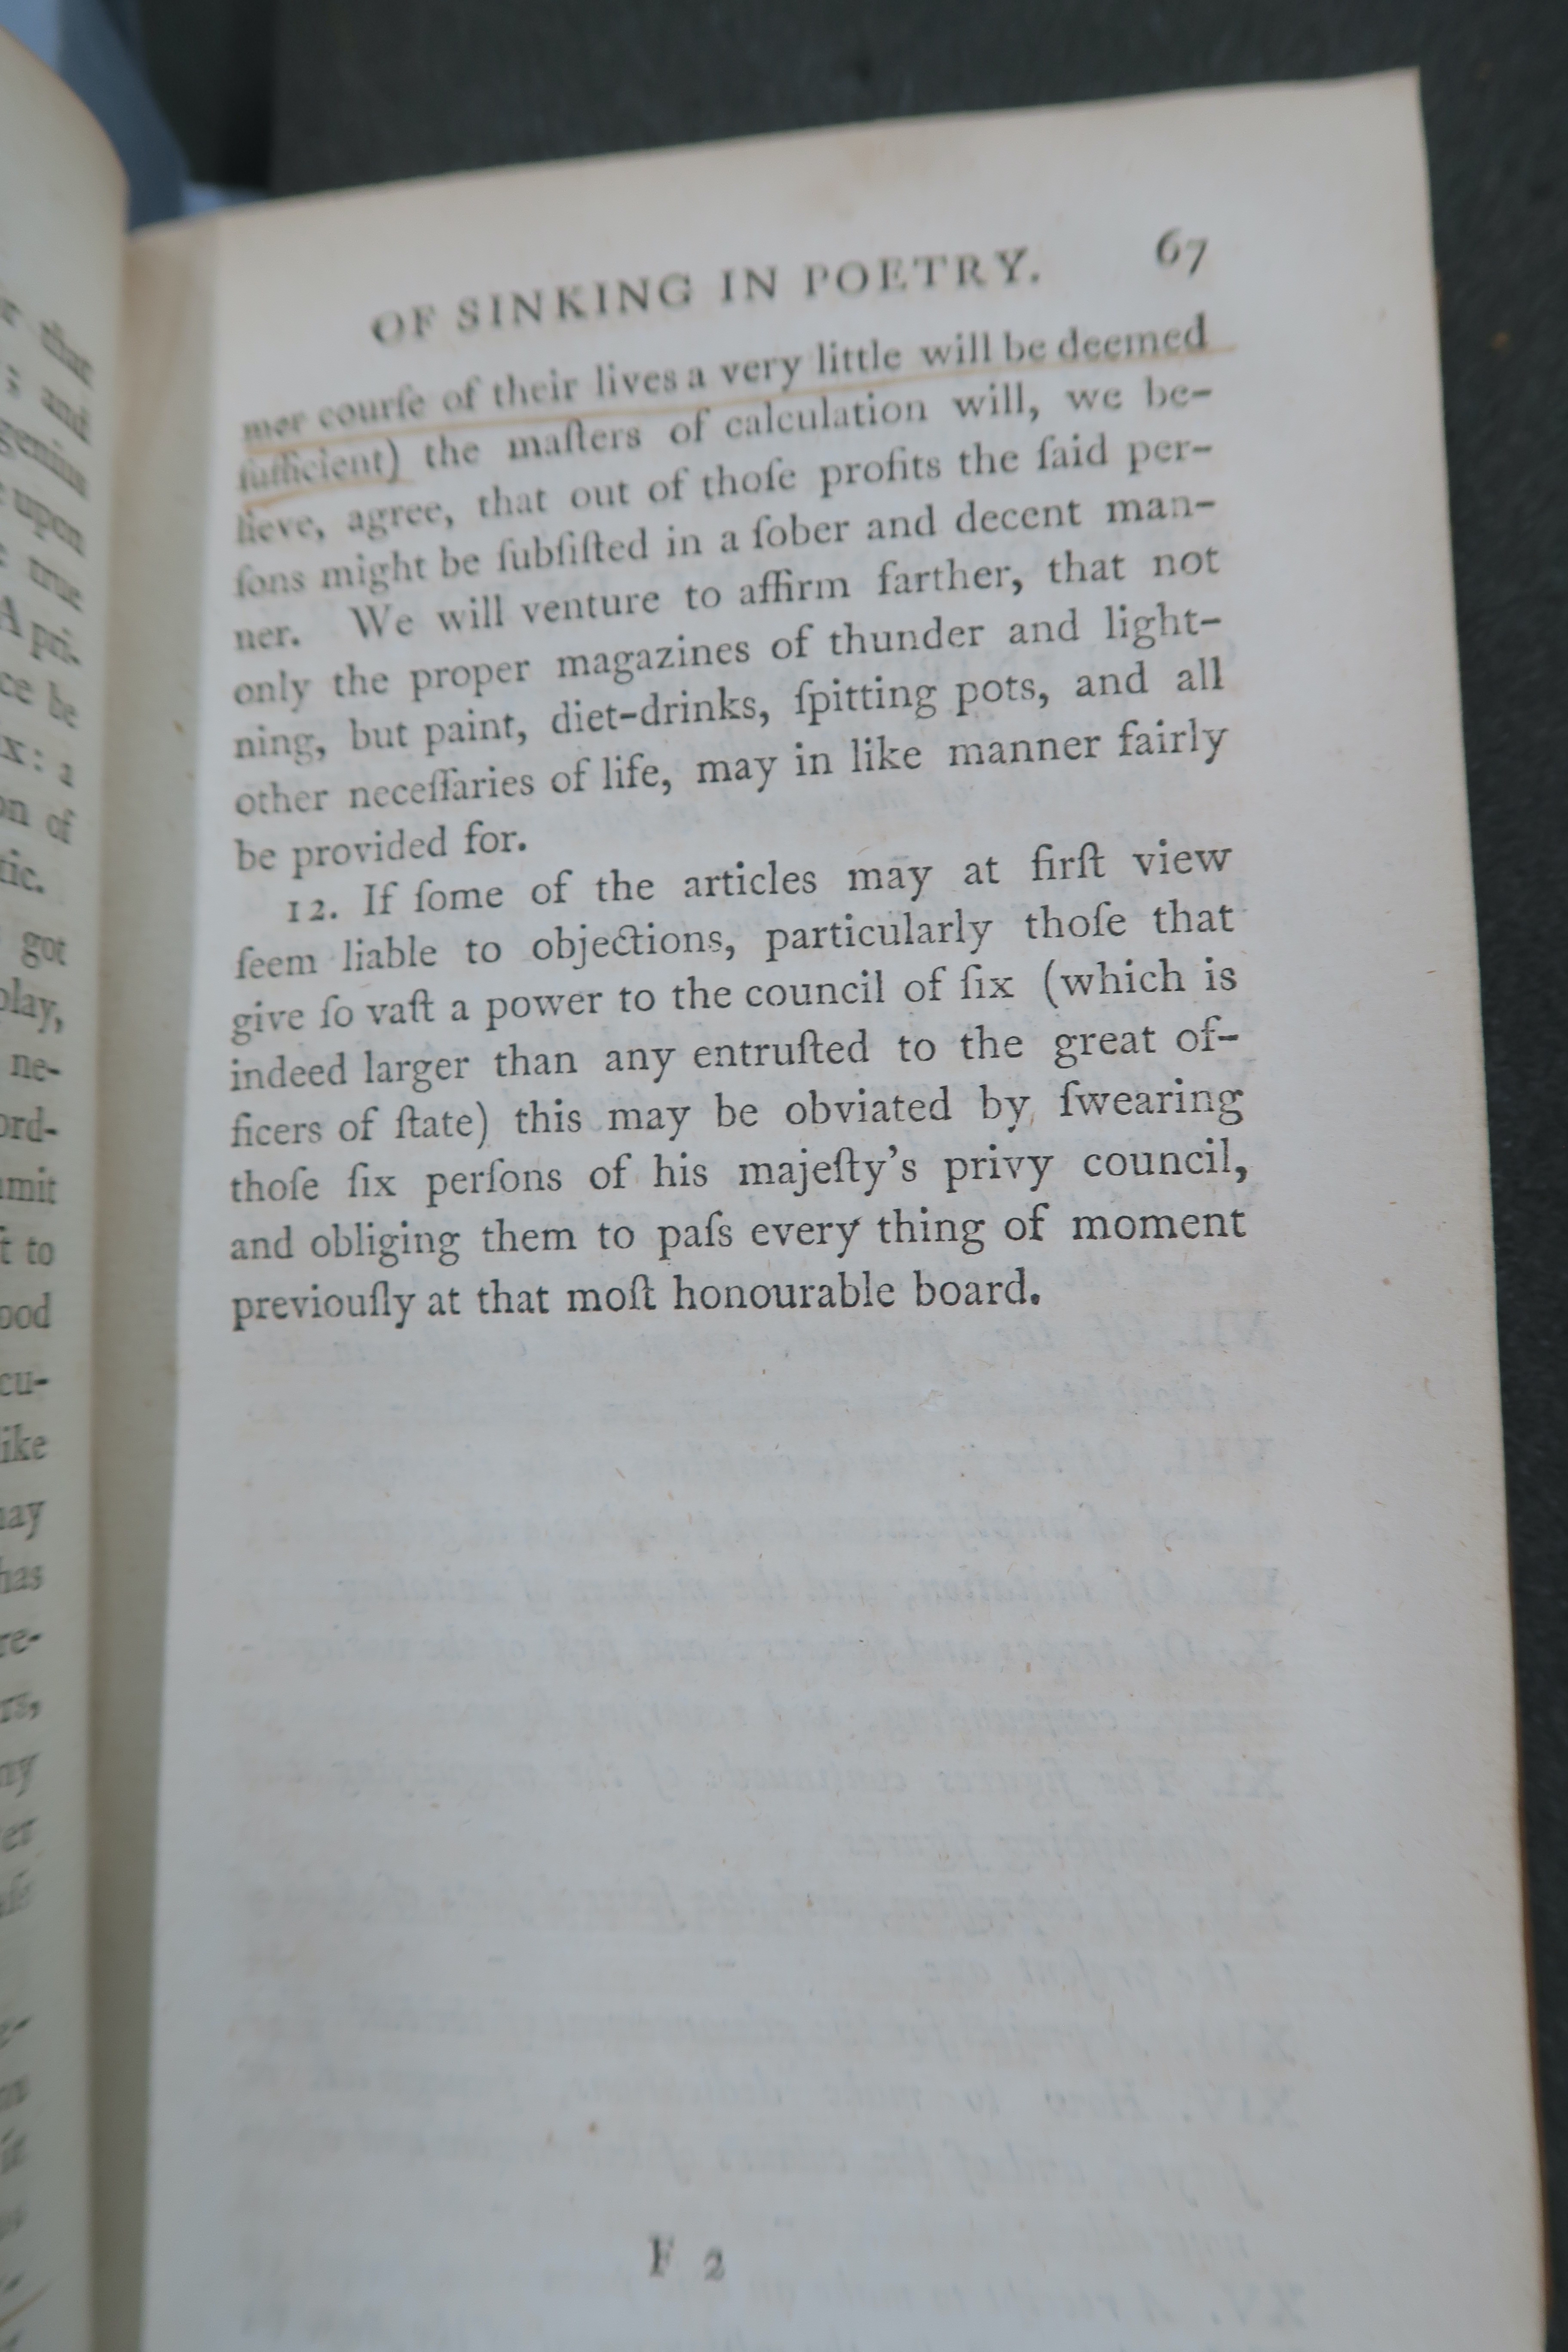 OF SINKING IN POETRY. 67
mer courſe of their lives a very little will be deemed
ſufficient) the maſters of calculation will, we be-
lieve, agree, that out of thoſe profits the ſaid per-
ſons might be ſubſiſted in a ſober and decent man-
ner. We will venture to affirm farther, that not
only the proper magazines of thunder and light-
ning, but paint, diet-drinks, ſpitting pots, and all
other neceſſaries of life, may in like manner fairly
be provided for.
12. If ſome of the articles may at firſt view
ſeem liable to objections, particularly thoſe that
give ſo vaſt a power to the council of ſix (which is
indeed larger than any entruſted to the great of-
ficers of ſtate) this may be obviated by ſwearing
thoſe ſix perſons of his majeſty's privy council,
and obliging them to paſs every thing of moment
previouſly at that moſt honourable board.
F 2